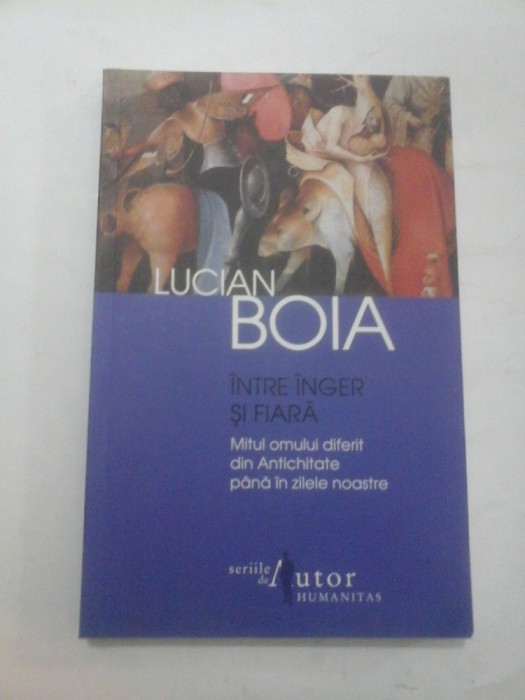 LUCIAN
BOIA
ÎNTRE ÎNGER
ȘI FIARĂ
Mitul omului diferit
din Antichitate
până în zilele noastre
seriile
de Autor
HUMANITAS